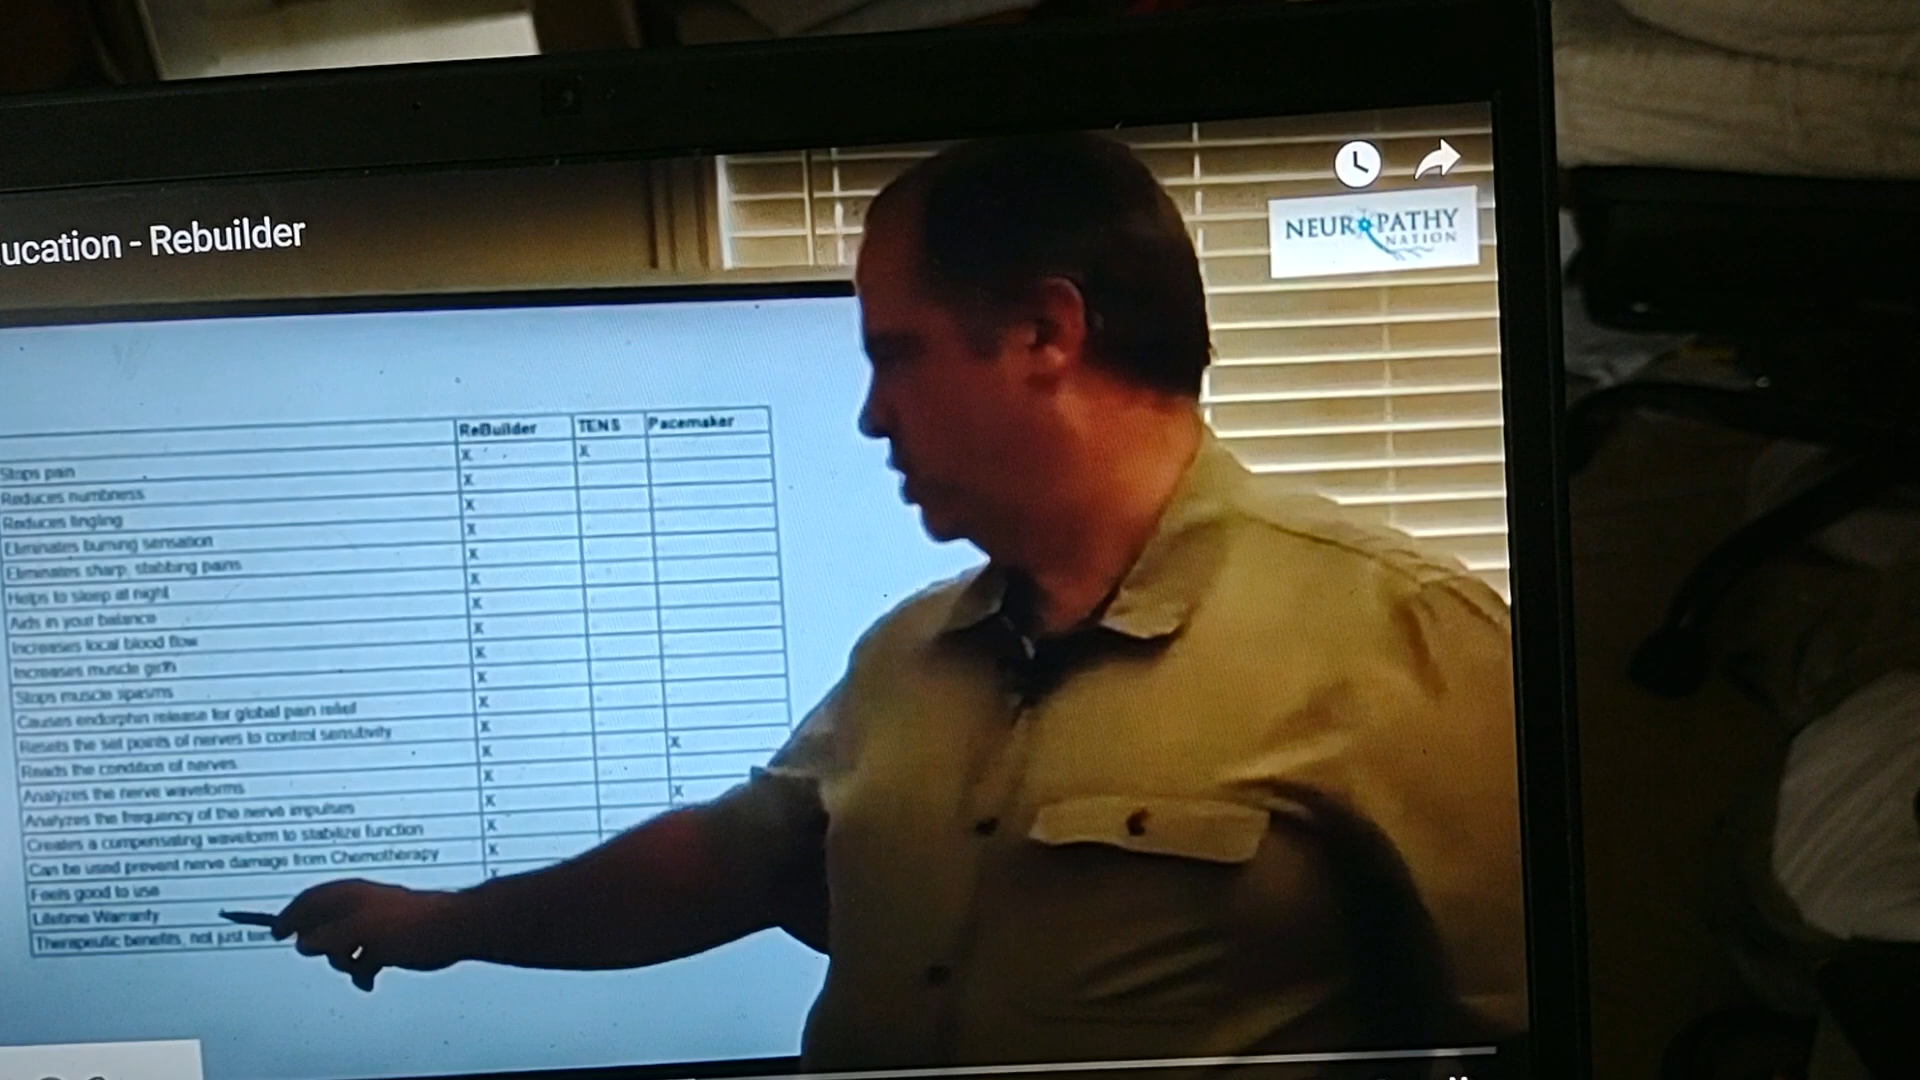 ucation - Rebuilder
NEUROPATHY
NATION
ReBuilder TENS Pacemaker
X X
Stops pain X
Reduces numbness X
Reduces tingling X
Eliminates burning sensation X
Eliminates sharp, stabbing pains X
Helps to sleep at night X
Aids in your balance X
Increases local blood flow X
Increases muscle girth X
Stops muscle spasms X
Causes endorphin release for global pain relief X
Resets the set points of nerves to control sensitivity X X
Reads the condition of nerves X
Analyzes the nerve waveforms X X
Analyzes the frequency of the nerve impulses X
Creates a compensating waveform to stabilize function X
Can be used prevent nerve damage from Chemotherapy X
Feels good to use
Lifetime Warranty
Therapeutic benefits, not just